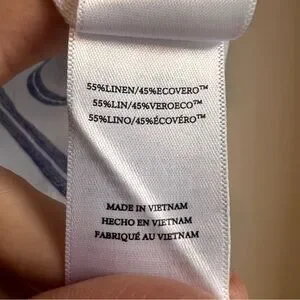 55%LINEN/45%ECOVERO™
55%LIN/45%VEROECO™
55%LINO/45%ÉCOVÉRO™
MADE IN VIETNAM
HECHO EN VIETNAM
FABRIQUÉ AU VIETNAM